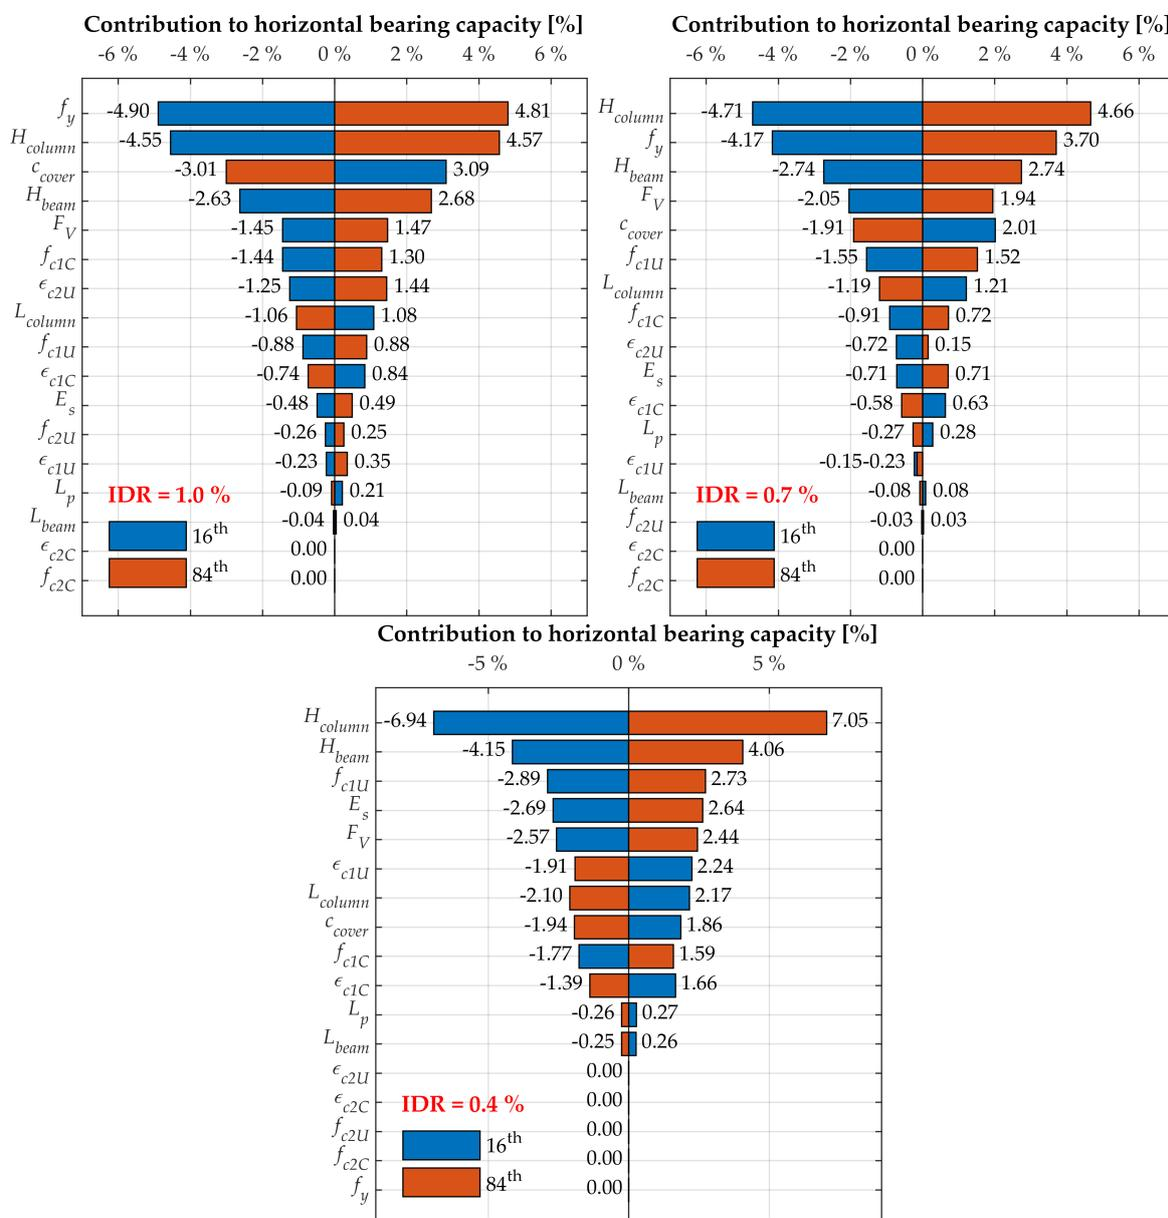 Contribution to horizontal bearing capacity [%]
-6 % -4 % -2 % 0 % 2 % 4 % 6 %
f_y -4.90 4.81
H_column -4.55 4.57
c_cover -3.01 3.09
H_beam -2.63 2.68
F_V -1.45 1.47
f_c1C -1.44 1.30
ϵ_c2U -1.25 1.44
L_column -1.06 1.08
f_c1U -0.88 0.88
ϵ_c1C -0.74 0.84
E_s -0.48 0.49
f_c2U -0.26 0.25
ϵ_c1U -0.23 0.35
L_p -0.09 0.21
L_beam -0.04 0.04
ϵ_c2C 0.00
f_c2C 0.00
IDR = 1.0 %
16th
84th
Contribution to horizontal bearing capacity [%]
-6 % -4 % -2 % 0 % 2 % 4 % 6 %
H_column -4.71 4.66
f_y -4.17 3.70
H_beam -2.74 2.74
F_V -2.05 1.94
c_cover -1.91 2.01
f_c1U -1.55 1.52
L_column -1.19 1.21
f_c1C -0.91 0.72
ϵ_c2U -0.72 0.15
E_s -0.71 0.71
ϵ_c1C -0.58 0.63
L_p -0.27 0.28
ϵ_c1U -0.15 -0.23
L_beam -0.08 0.08
f_c2U -0.03 0.03
ϵ_c2C 0.00
f_c2C 0.00
IDR = 0.7 %
16th
84th
Contribution to horizontal bearing capacity [%]
-5 % 0 % 5 %
H_column -6.94 7.05
H_beam -4.15 4.06
f_c1U -2.89 2.73
E_s -2.69 2.64
F_V -2.57 2.44
ϵ_c1U -1.91 2.24
L_column -2.10 2.17
c_cover -1.94 1.86
f_c1C -1.77 1.59
ϵ_c1C -1.39 1.66
L_p -0.26 0.27
L_beam -0.25 0.26
ϵ_c2U 0.00
ϵ_c2C 0.00
f_c2U 0.00
f_c2C 0.00
f_y 0.00
IDR = 0.4 %
16th
84th